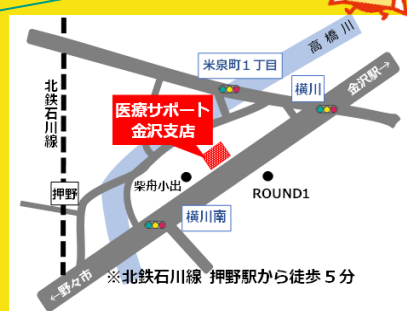 高橋川
米泉町１丁目
金沢駅→
横川
北鉄石川線
医療サポート
金沢支店
押野
柴舟小出
ROUND1
横川南
←野々市
※北鉄石川線 押野駅から徒歩５分